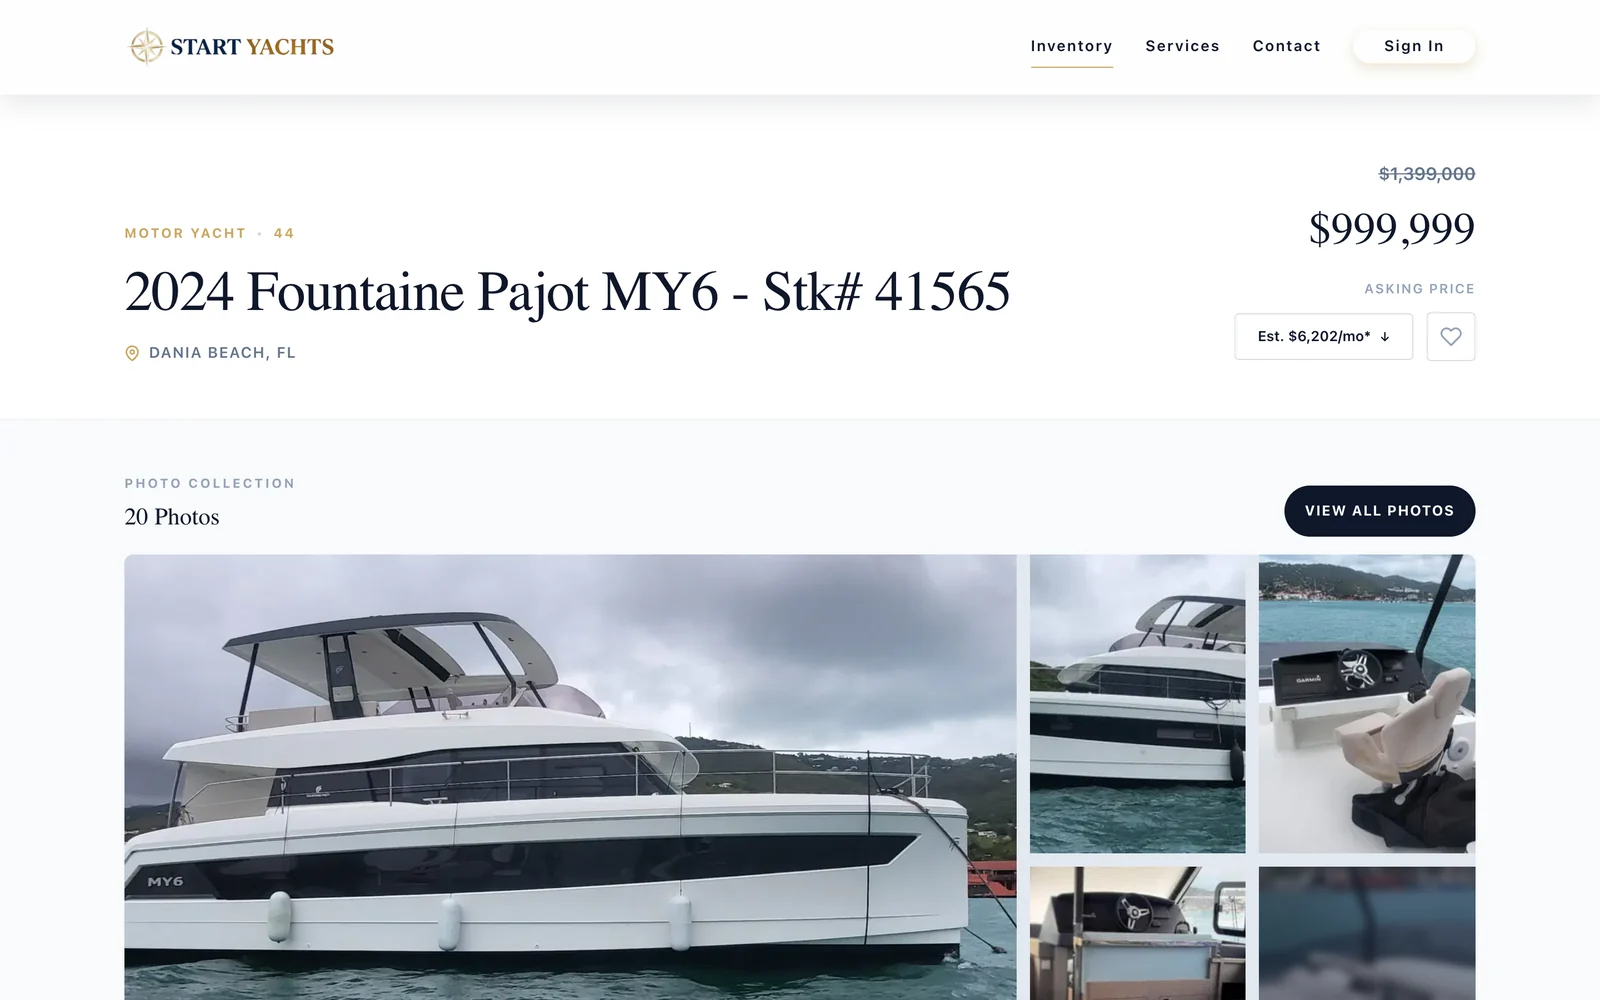 START YACHTS
Inventory
Services
Contact
Sign In
$1,399,000
$999,999
MOTOR YACHT • 44
2024 Fountaine Pajot MY6 - Stk# 41565
ASKING PRICE
DANIA BEACH, FL
Est. $6,202/mo* ↓
PHOTO COLLECTION
20 Photos
VIEW ALL PHOTOS
GARMIN
MY6